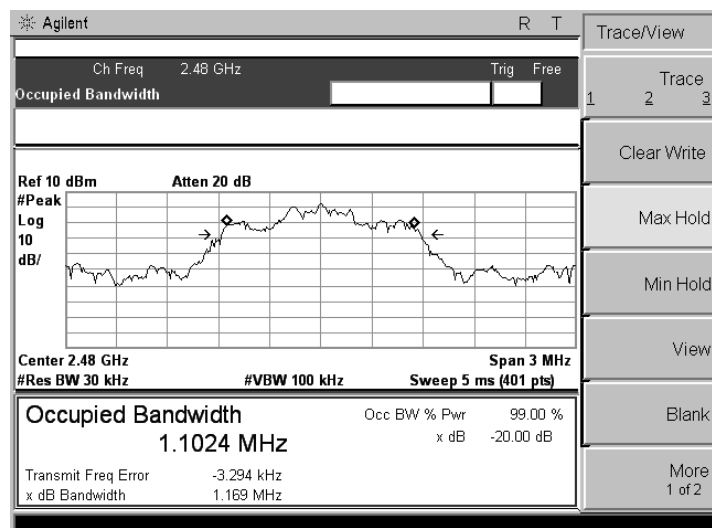 Agilent R T
Ch Freq 2.48 GHz Trig Free
Occupied Bandwidth
Ref 10 dBm Atten 20 dB
#Peak
Log
10
dB/
Center 2.48 GHz Span 3 MHz
#Res BW 30 kHz #VBW 100 kHz Sweep 5 ms (401 pts)
Occupied Bandwidth
1.1024 MHz
Occ BW % Pwr 99.00 %
x dB -20.00 dB
Transmit Freq Error -3.294 kHz
x dB Bandwidth 1.169 MHz
Trace/View
Trace
1 2 3
Clear Write
Max Hold
Min Hold
View
Blank
More
1 of 2